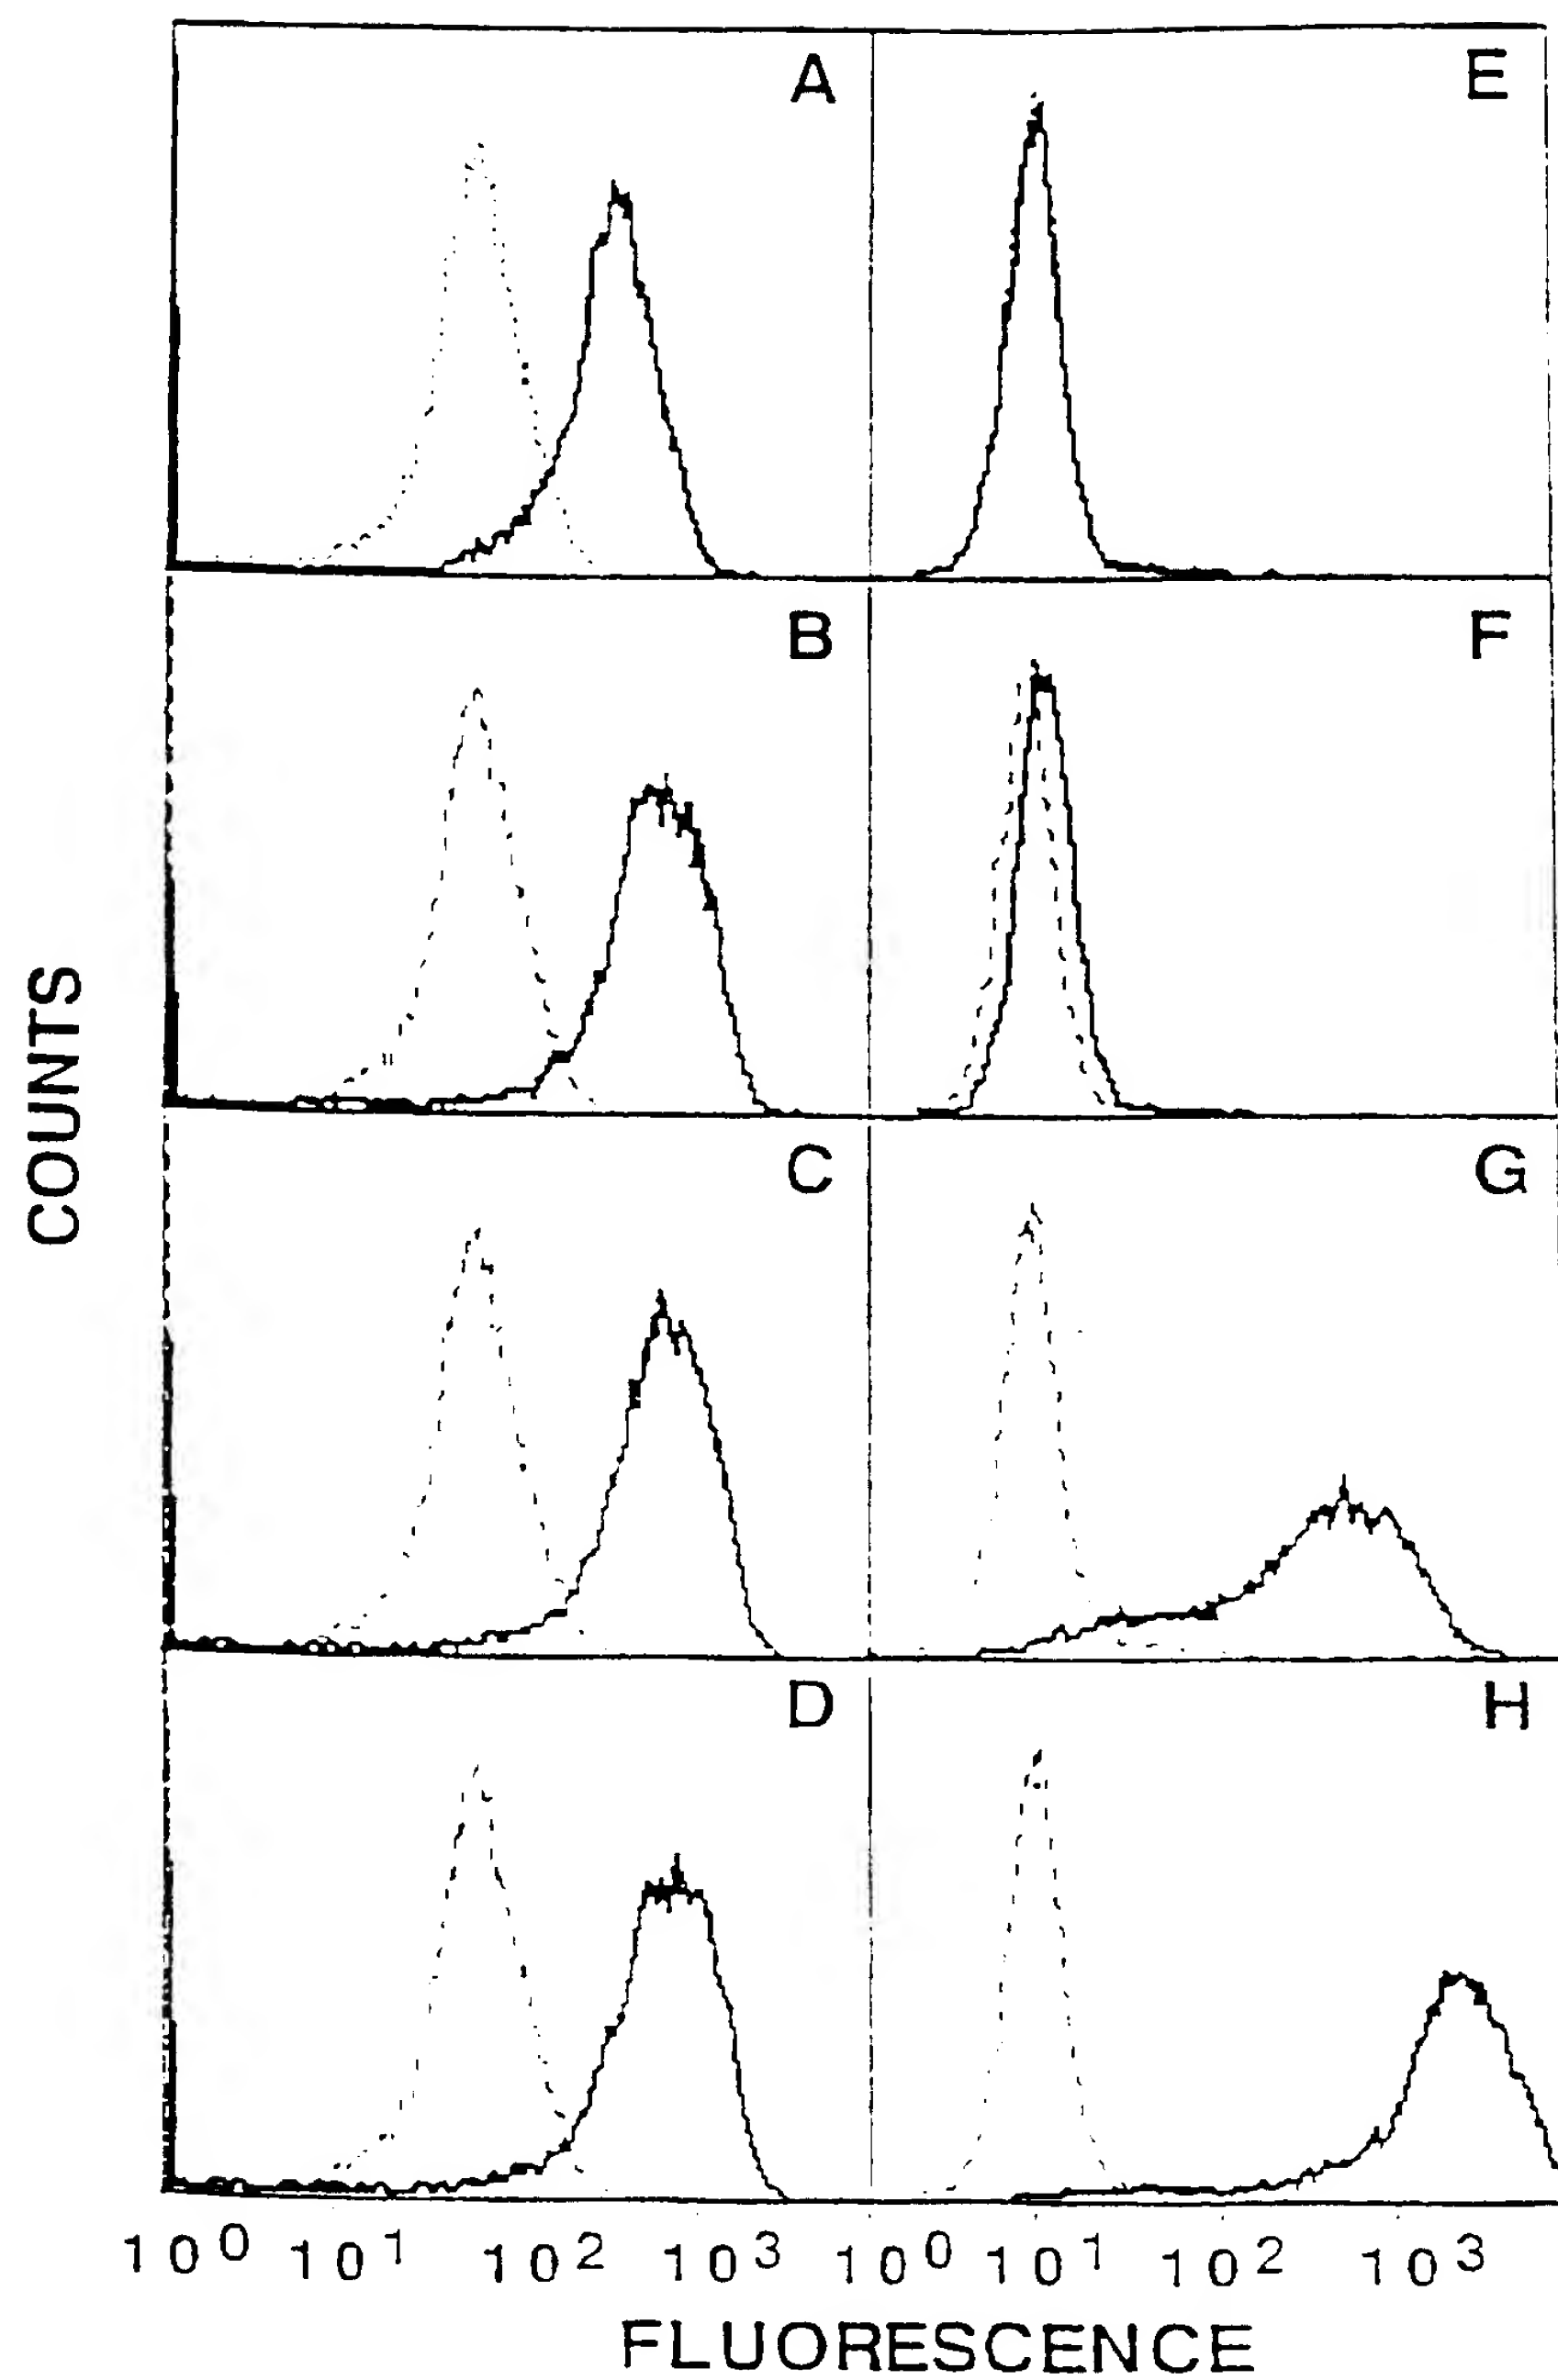 A
E
B
F
COUNTS
C
G
D
H
10⁰ 10¹ 10² 10³ 10⁰ 10¹ 10² 10³
FLUORESCENCE